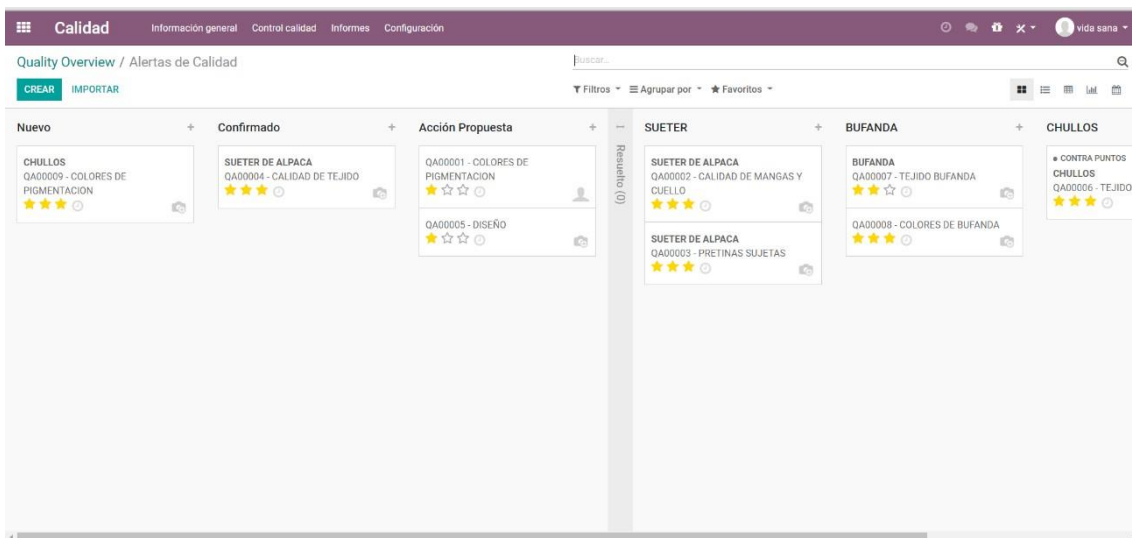 Calidad
Información general Control calidad Informes Configuración
vida sana
Quality Overview / Alertas de Calidad
Buscar...
CREAR IMPORTAR
Filtros Agrupar por Favoritos
Nuevo
CHULLOS
QA00009 - COLORES DE
PIGMENTACION
Confirmado
SUETER DE ALPACA
QA00004 - CALIDAD DE TEJIDO
Acción Propuesta
QA00001 - COLORES DE
PIGMENTACION
QA00005 - DISEÑO
Resuelto (0)
SUETER
SUETER DE ALPACA
QA00002 - CALIDAD DE MANGAS Y
CUELLO
SUETER DE ALPACA
QA00003 - PRETINAS SUJETAS
BUFANDA
BUFANDA
QA00007 - TEJIDO BUFANDA
QA00008 - COLORES DE BUFANDA
CHULLOS
CONTRA PUNTOS
CHULLOS
QA00006 - TEJIDO